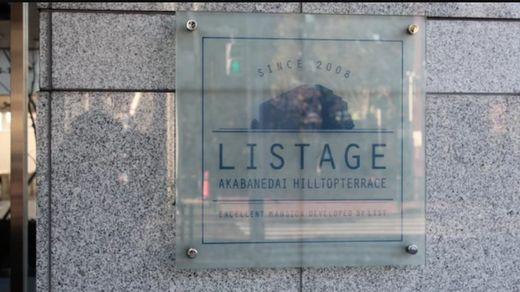 SINCE 2008
LISTAGE
AKABANEDAI HILLTOPTERRACE
EXCELLENT MANSION DEVELOPED BY LIST